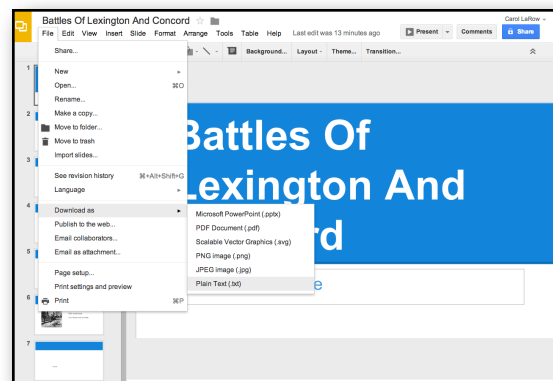 Battles Of Lexington And Concord
Carol LaRow
File Edit View Insert Slide Format Arrange Tools Table Help Last edit was 13 minutes ago
Present Comments Share
Background... Layout Theme... Transition...
Share...
New
Open... ⌘O
Rename...
Make a copy...
Move to folder...
Move to trash
Import slides...
See revision history ⌘+Alt+Shift+G
Language
Download as
Publish to the web...
Email collaborators...
Email as attachment...
Page setup...
Print settings and preview
Print ⌘P
Microsoft PowerPoint (.pptx)
PDF Document (.pdf)
Scalable Vector Graphics (.svg)
PNG image (.png)
JPEG image (.jpg)
Plain Text (.txt)
1
2
3
4
5
6
7
Battles Of
Lexington And
rd
e